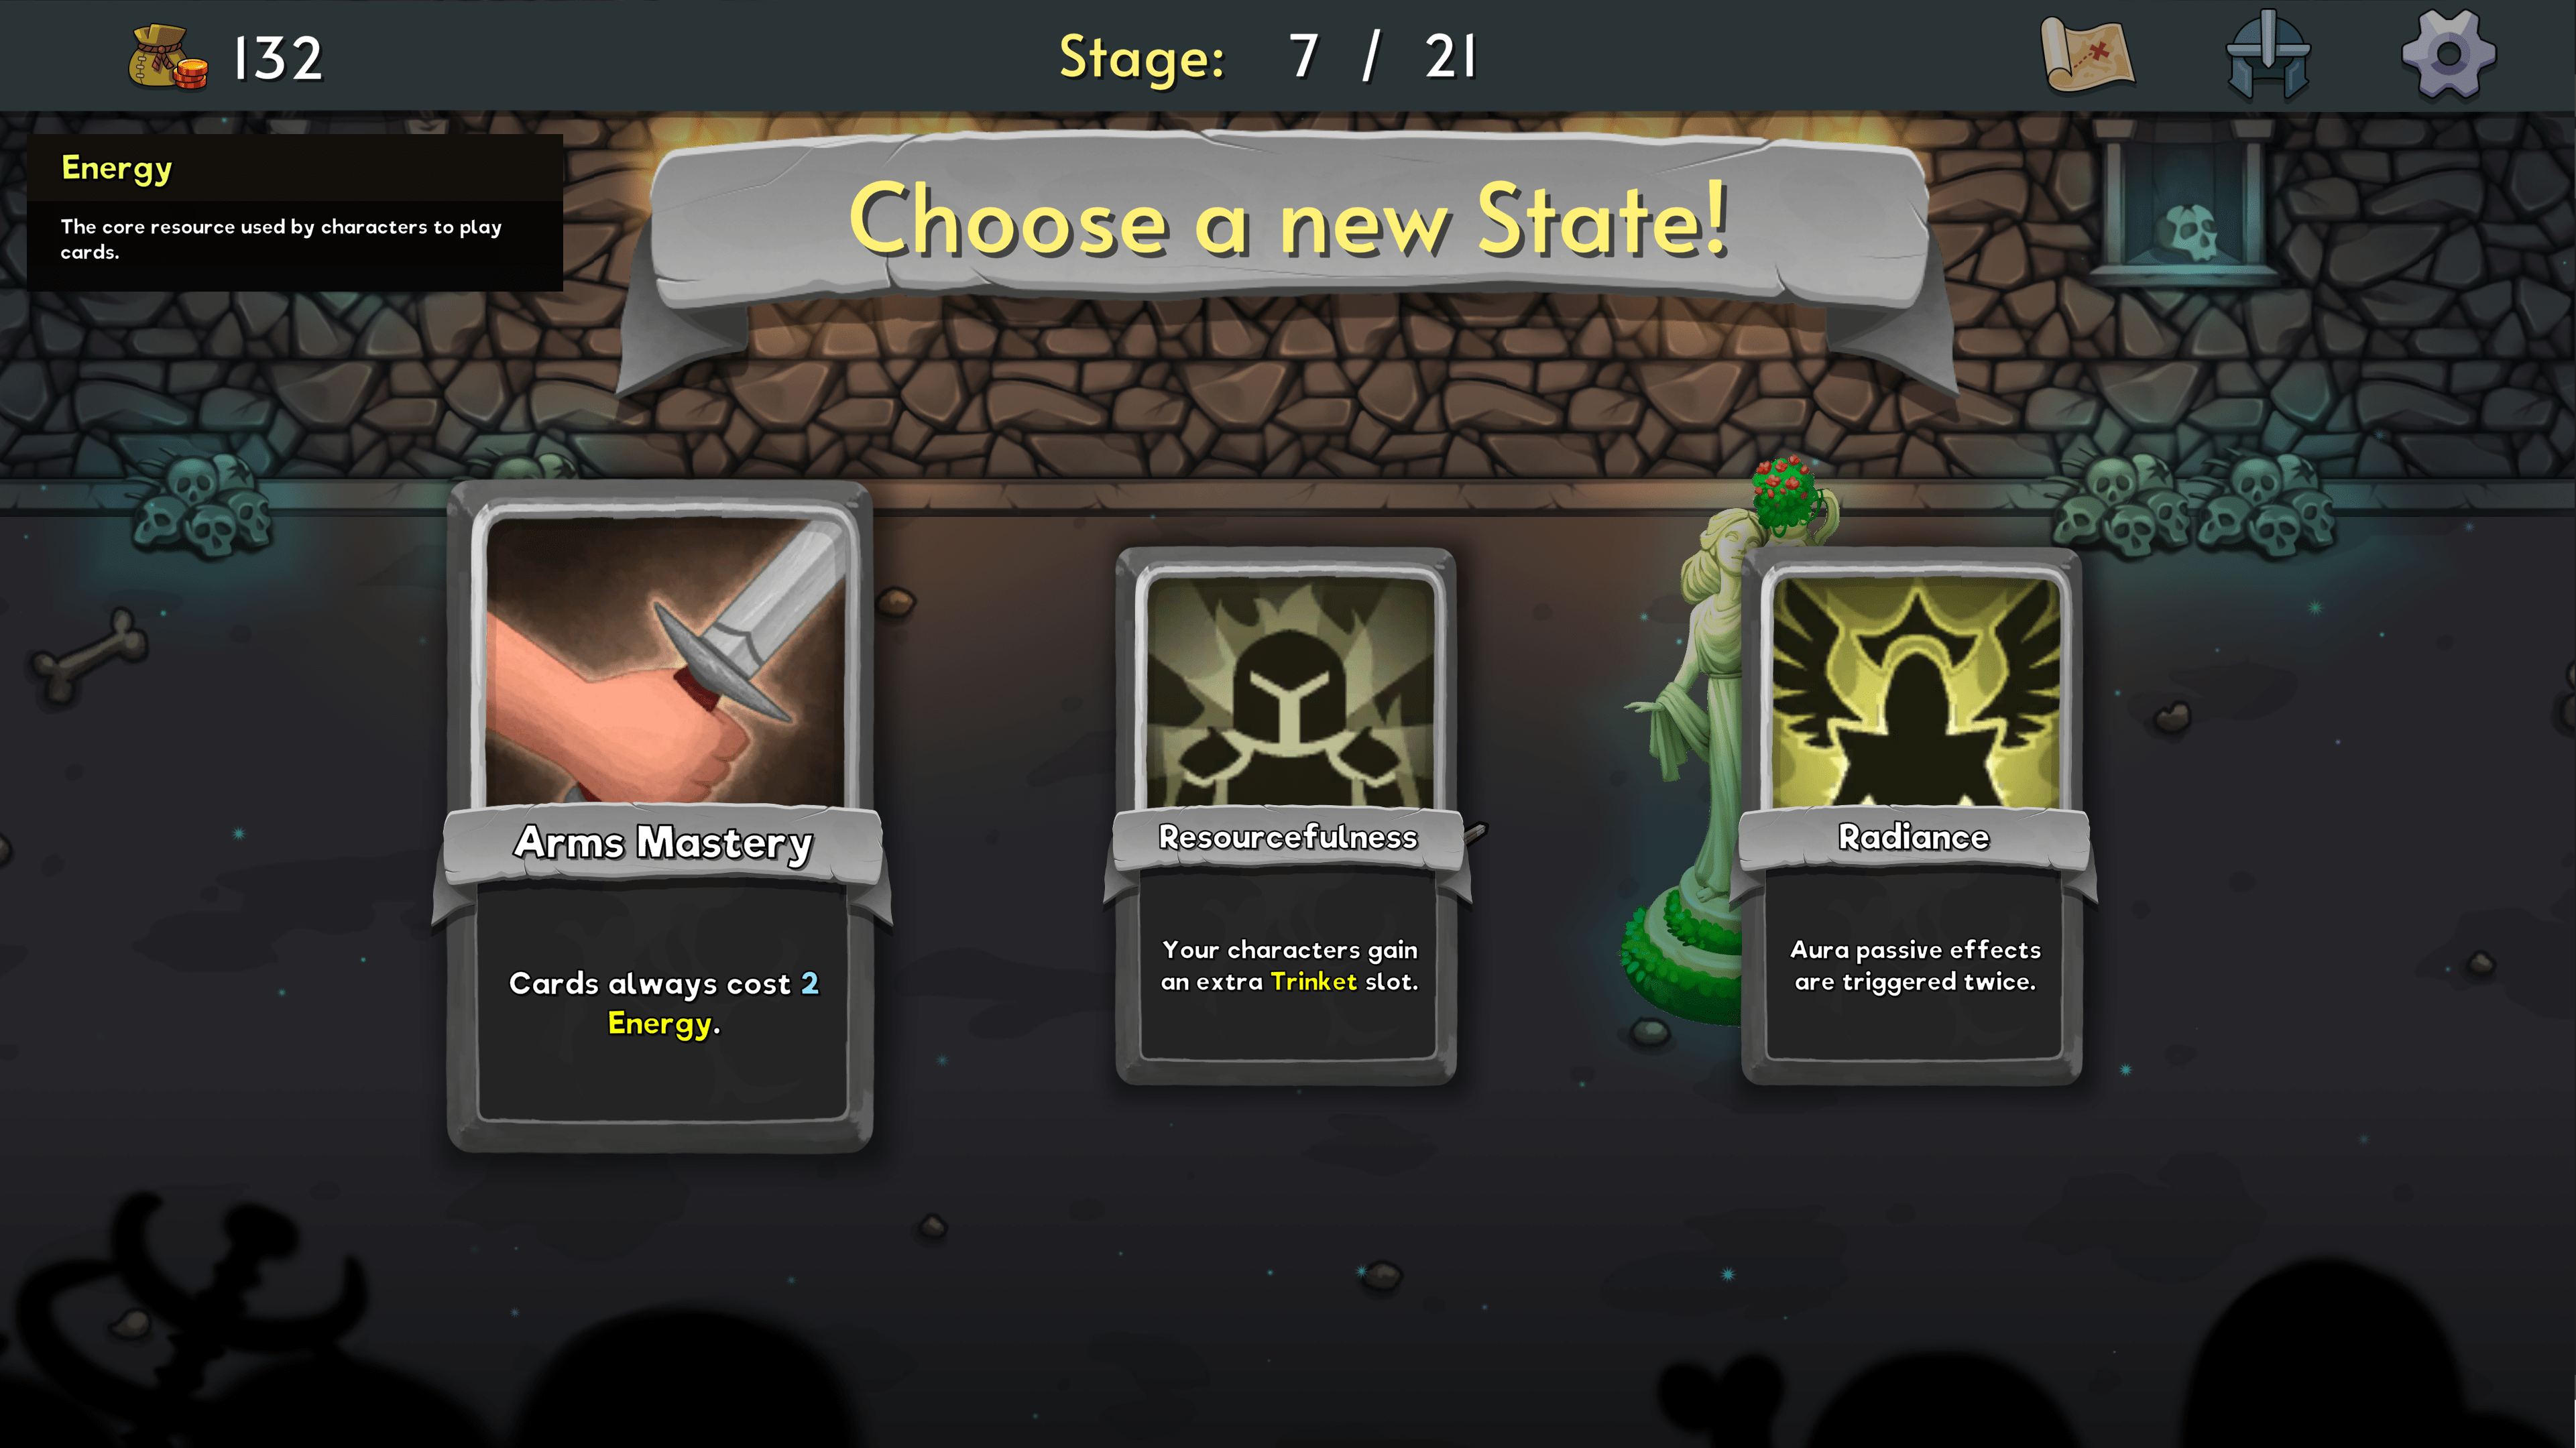 132
Stage: 7 / 21
Energy
The core resource used by characters to play
cards.
Choose a new State!
Arms Mastery
Cards always cost 2
Energy.
Resourcefulness
Your characters gain
an extra Trinket slot.
Radiance
Aura passive effects
are triggered twice.